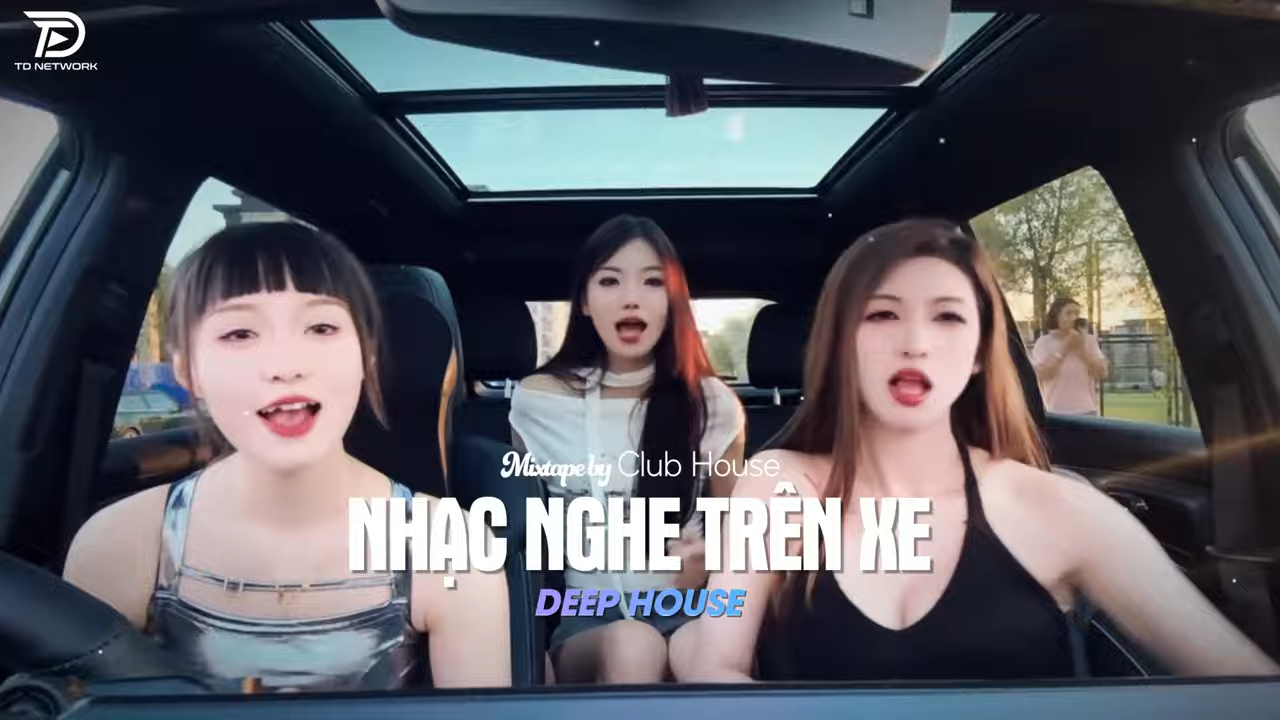 TD NETWORK
Mixtape by Club House
NHẠC NGHE TRÊN XE
DEEP HOUSE